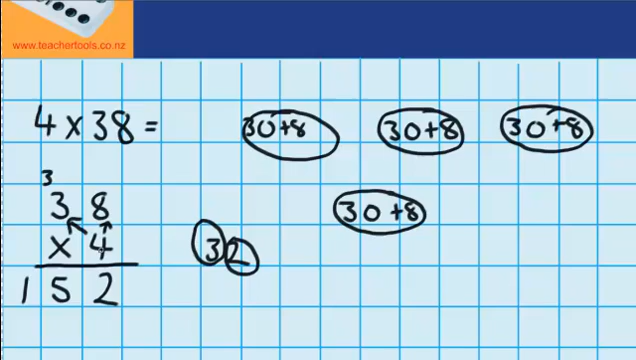 www.teachertools.co.nz
4 x 38 = 30+8 30+8 30+8
30+8
3
38
x 4
32
152